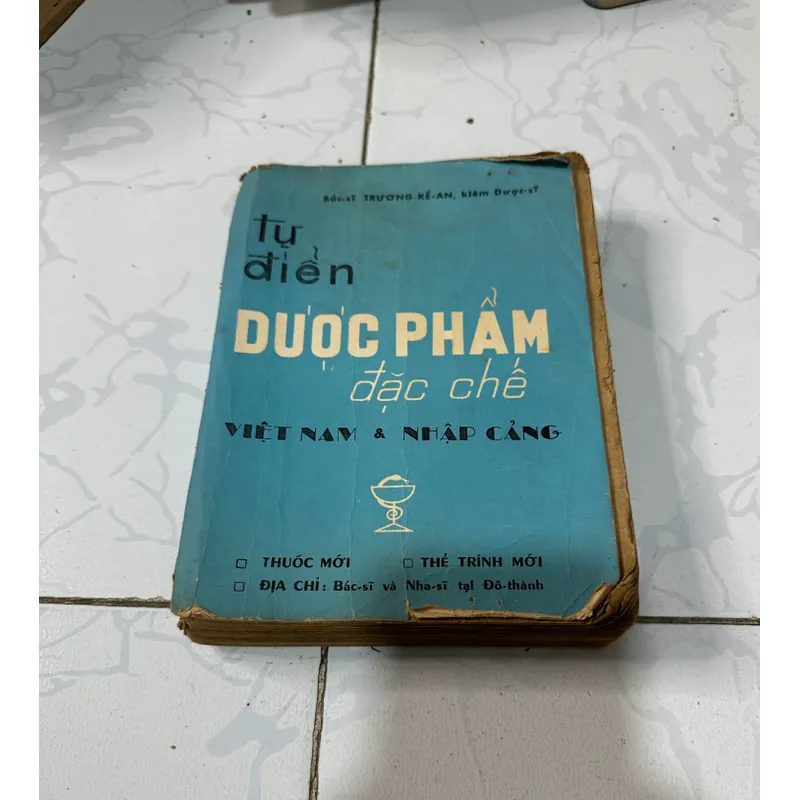 Bác-sĩ TRƯƠNG-KẾ-AN, kiêm Dược-sĩ
tự
điển
DƯỢC PHẨM
đặc chế
VIỆT NAM & NHẬP CẢNG
□ THUỐC MỚI □ THỂ TRÌNH MỚI
□ ĐỊA CHỈ: Bác-sĩ và Nha-sĩ tại Đô-thành